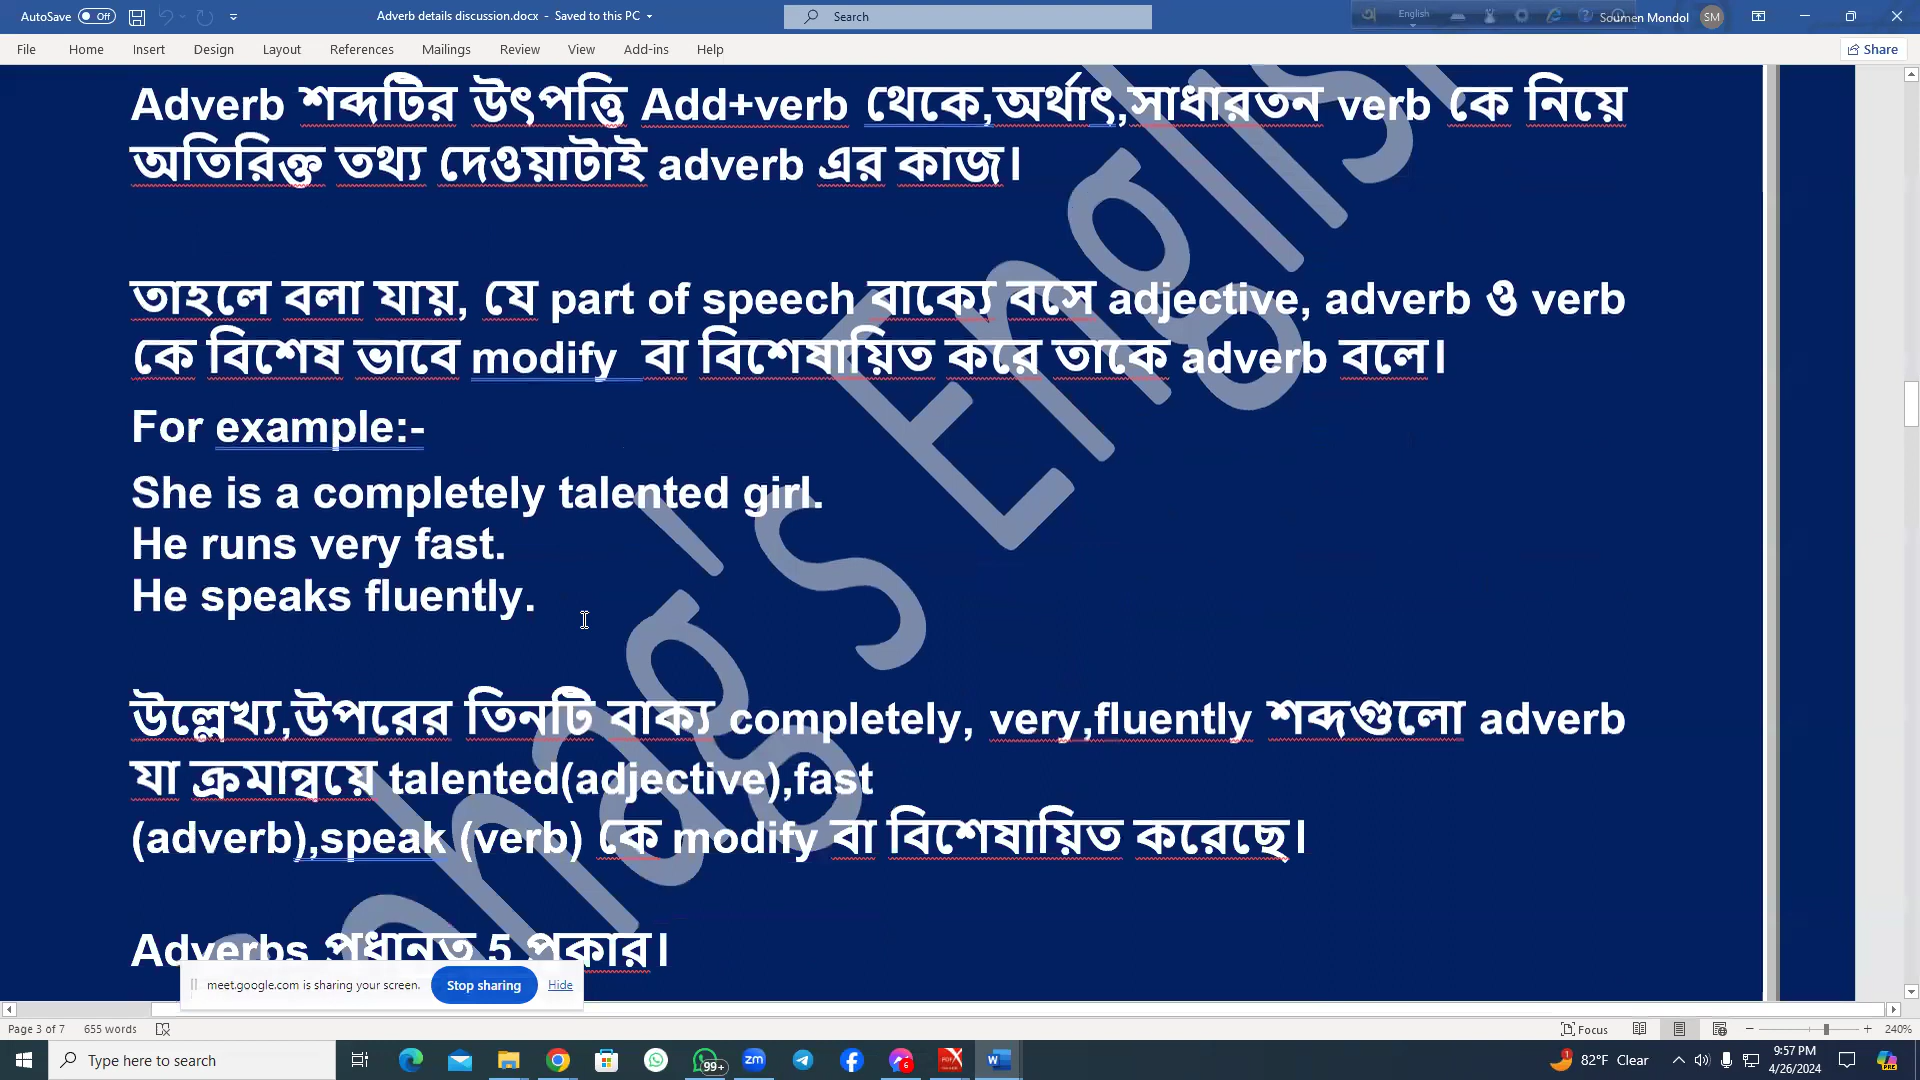 AutoSave Off
Adverb details discussion.docx - Saved to this PC
Search
English
Soumen Mondol SM
File Home Insert Design Layout References Mailings Review View Add-ins Help Share
Adverb শব্দটির উৎপত্তি Add+verb থেকে,অর্থাৎ,সাধারতন verb কে নিয়ে
অতিরিক্ত তথ্য দেওয়াটাই adverb এর কাজ।
তাহলে বলা যায়, যে part of speech বাক্যে বসে adjective, adverb ও verb
কে বিশেষ ভাবে modify বা বিশেষায়িত করে তাকে adverb বলে।
For example:-
She is a completely talented girl.
He runs very fast.
He speaks fluently.
উল্লেখ্য,উপরের তিনটি বাক্য completely, very,fluently শব্দগুলো adverb
যা ক্রমান্বয়ে talented(adjective),fast
(adverb),speak (verb) কে modify বা বিশেষায়িত করেছে।
Adverbs প্রধানত 5 প্রকার।
meet.google.com is sharing your screen. Stop sharing Hide
Page 3 of 7 655 words Focus 240%
Type here to search
99+
zm
6
82°F Clear
9:57 PM
4/26/2024